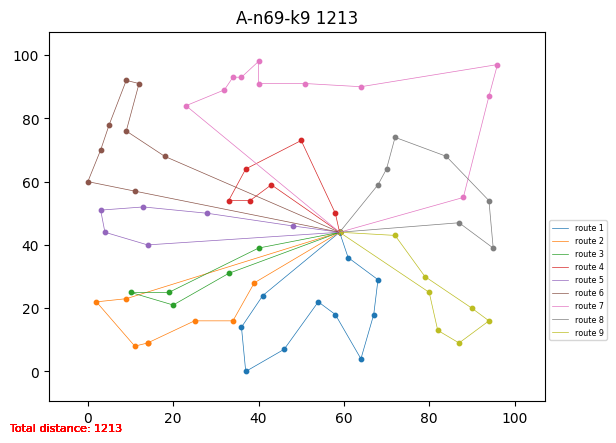 A-n69-k9 1213
100
80
60
40
20
0
0 20 40 60 80 100
route 1
route 2
route 3
route 4
route 5
route 6
route 7
route 8
route 9
Total distance: 1213